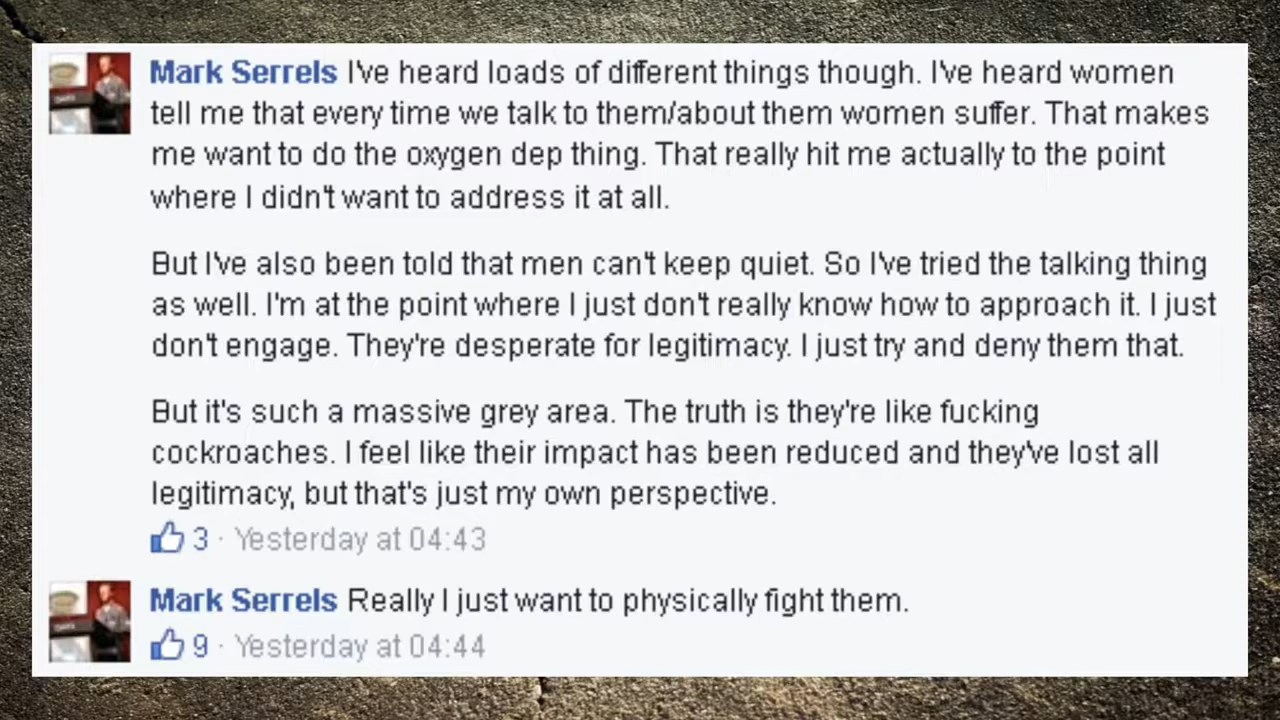 Mark Serrels I've heard loads of different things though. I've heard women
tell me that every time we talk to them/about them women suffer. That makes
me want to do the oxygen dep thing. That really hit me actually to the point
where I didn't want to address it at all.
But I've also been told that men can't keep quiet. So I've tried the talking thing
as well. I'm at the point where I just don't really know how to approach it. I just
don't engage. They're desperate for legitimacy. I just try and deny them that.
But it's such a massive grey area. The truth is they're like fucking
cockroaches. I feel like their impact has been reduced and they've lost all
legitimacy, but that's just my own perspective.
3 · Yesterday at 04:43
Mark Serrels Really I just want to physically fight them.
9 · Yesterday at 04:44